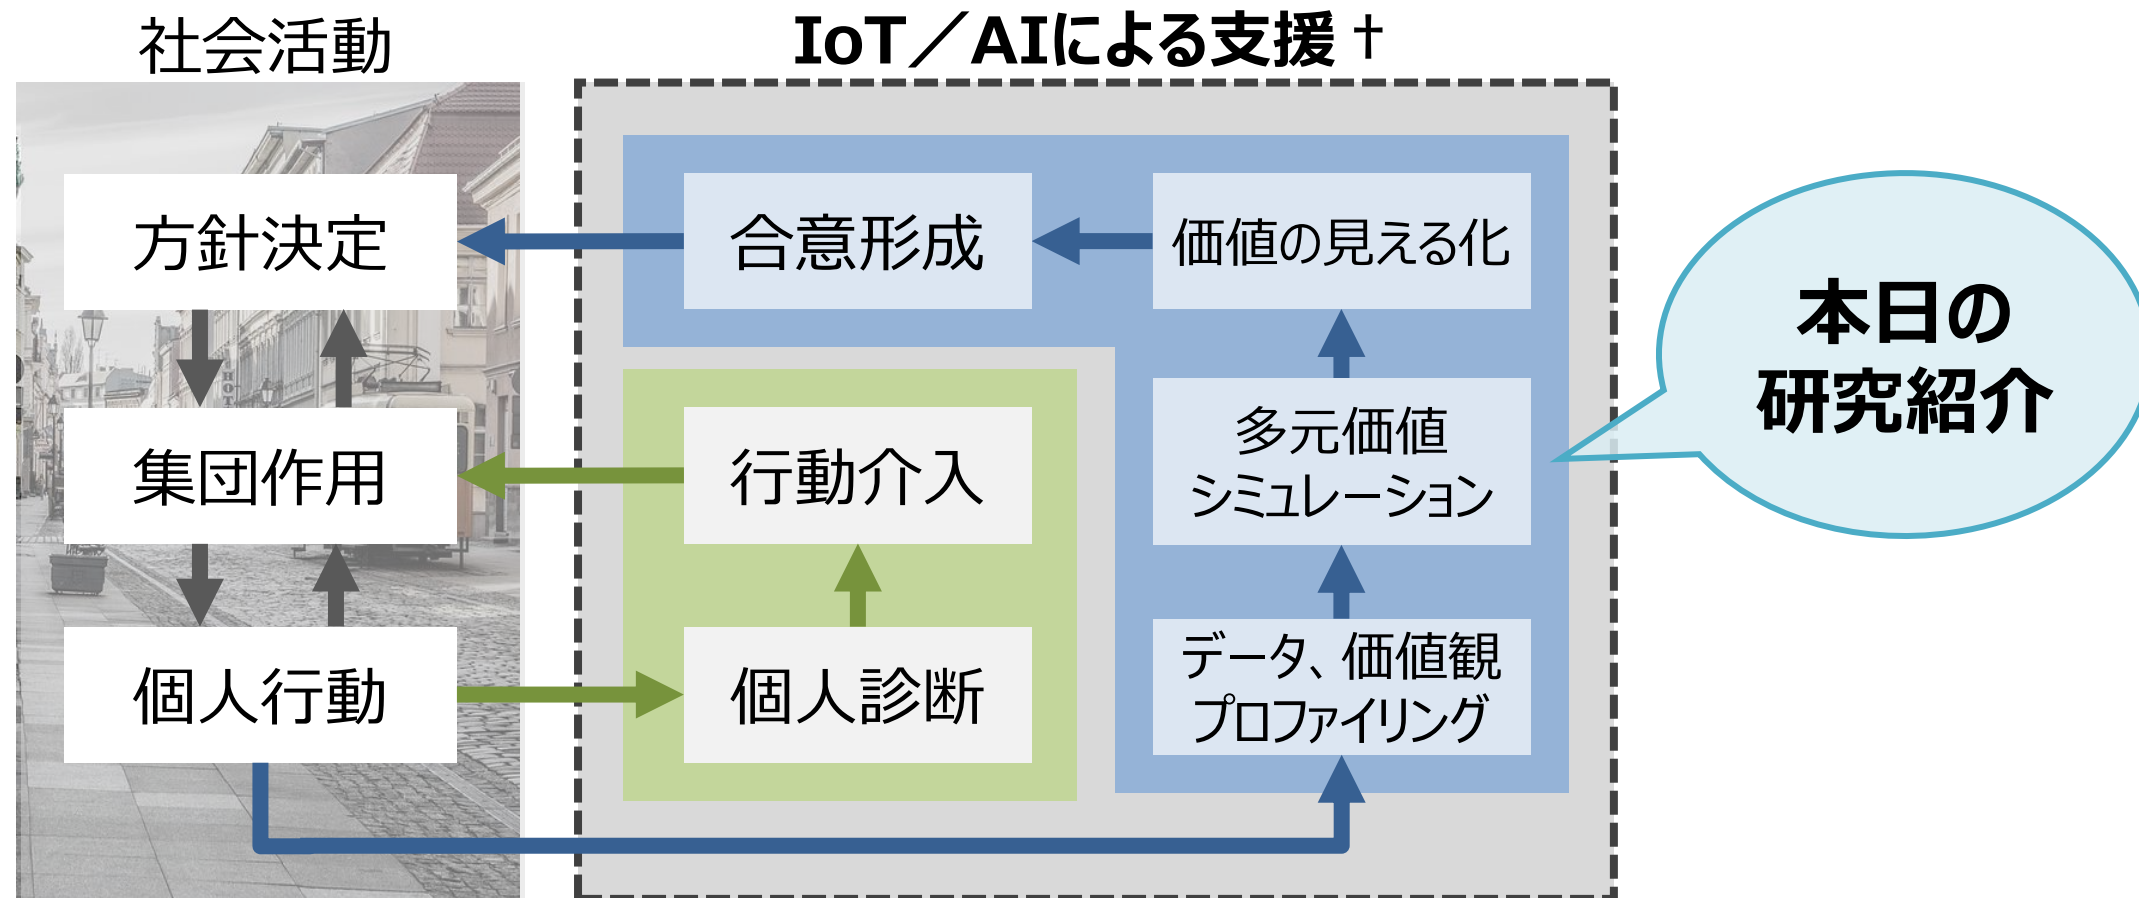 社会活動
IoT／AIによる支援†
方針決定
合意形成
価値の見える化
本日の
研究紹介
集団作用
行動介入
多元価値
シミュレーション
個人行動
個人診断
データ、価値観
プロファイリング
HOT